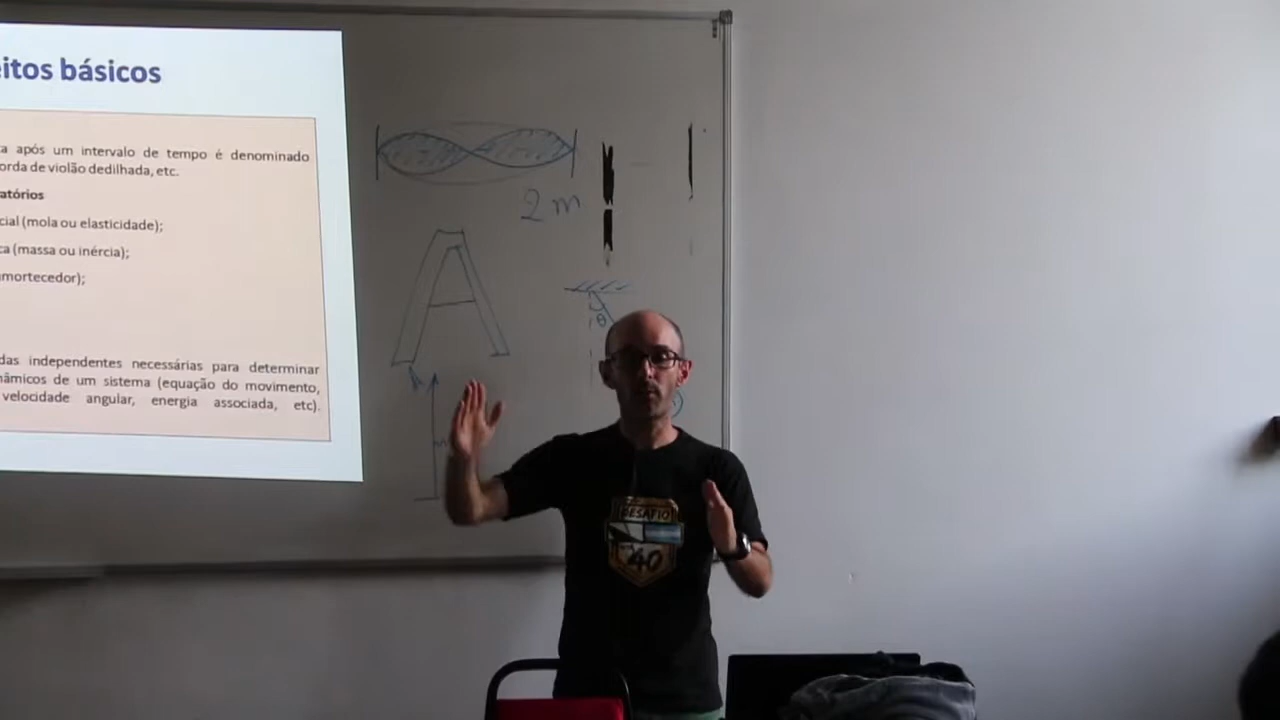 eitos básicos
a após um intervalo de tempo é denominado
orda de violão dedilhada, etc.
atórios
cial (mola ou elasticidade);
ca (massa ou inércia);
mortecedor);
das independentes necessárias para determinar
nâmicos de um sistema (equação do movimento,
velocidade angular, energia associada, etc).
2 m
θ
DESAFIO
40